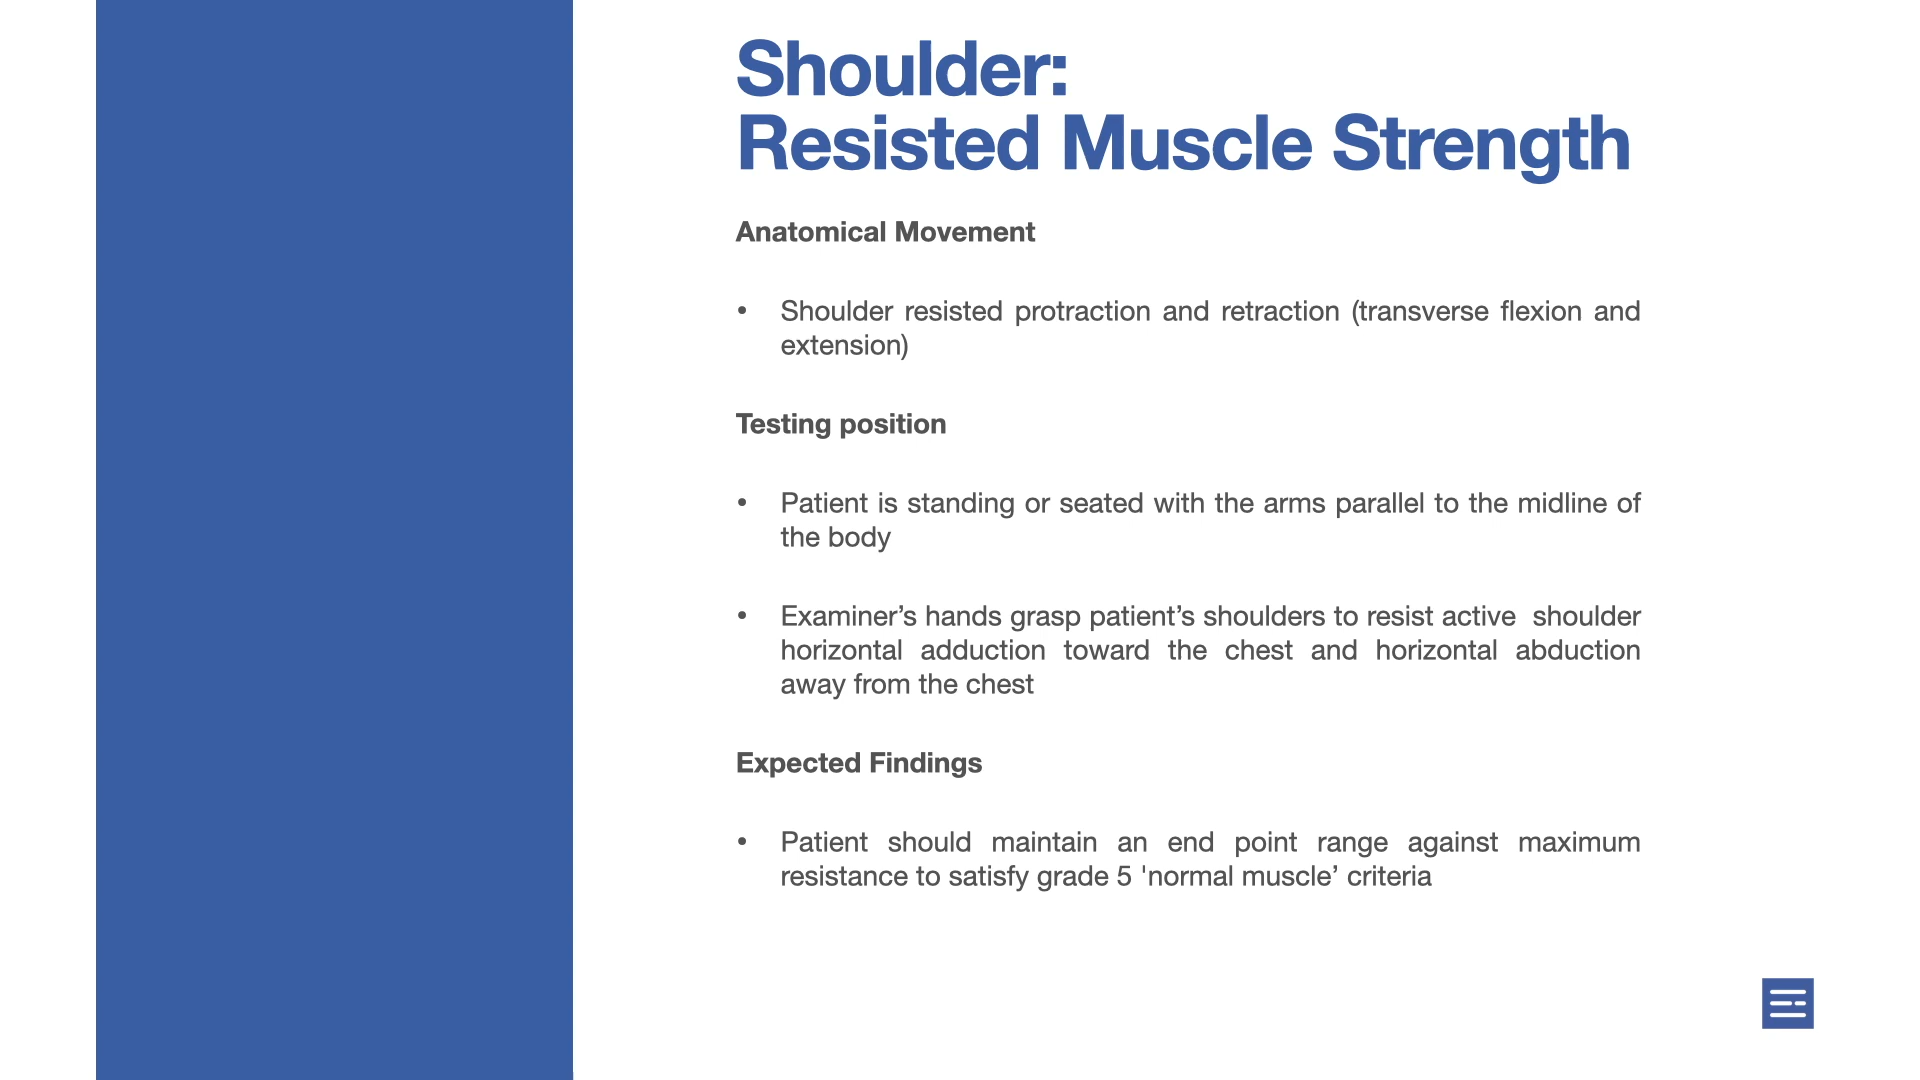 Shoulder:
Resisted Muscle Strength
Anatomical Movement
• Shoulder resisted protraction and retraction (transverse flexion and
extension)
Testing position
• Patient is standing or seated with the arms parallel to the midline of
the body
• Examiner’s hands grasp patient’s shoulders to resist active  shoulder
horizontal adduction toward the chest and horizontal abduction
away from the chest
Expected Findings
• Patient should maintain an end point range against maximum
resistance to satisfy grade 5 'normal muscle’ criteria